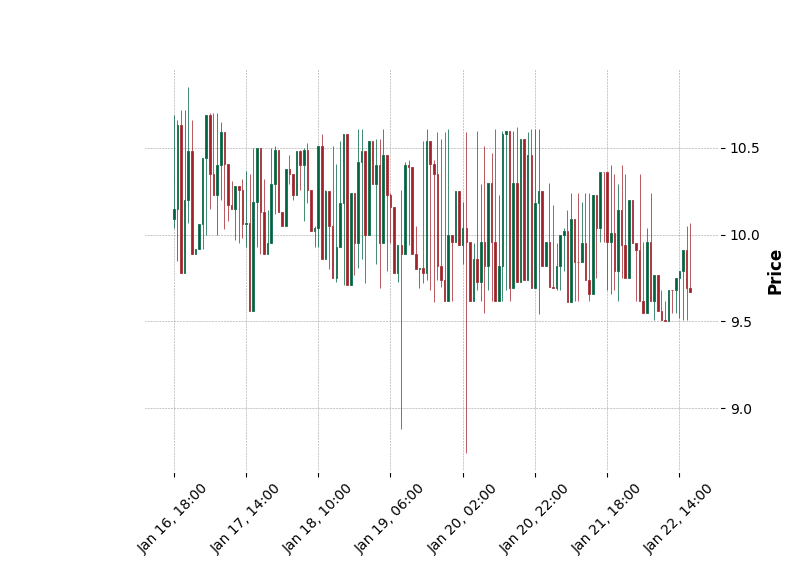 10.5
10.0
9.5
9.0
Price
Jan 16, 18:00
Jan 17, 14:00
Jan 18, 10:00
Jan 19, 06:00
Jan 20, 02:00
Jan 20, 22:00
Jan 21, 18:00
Jan 22, 14:00